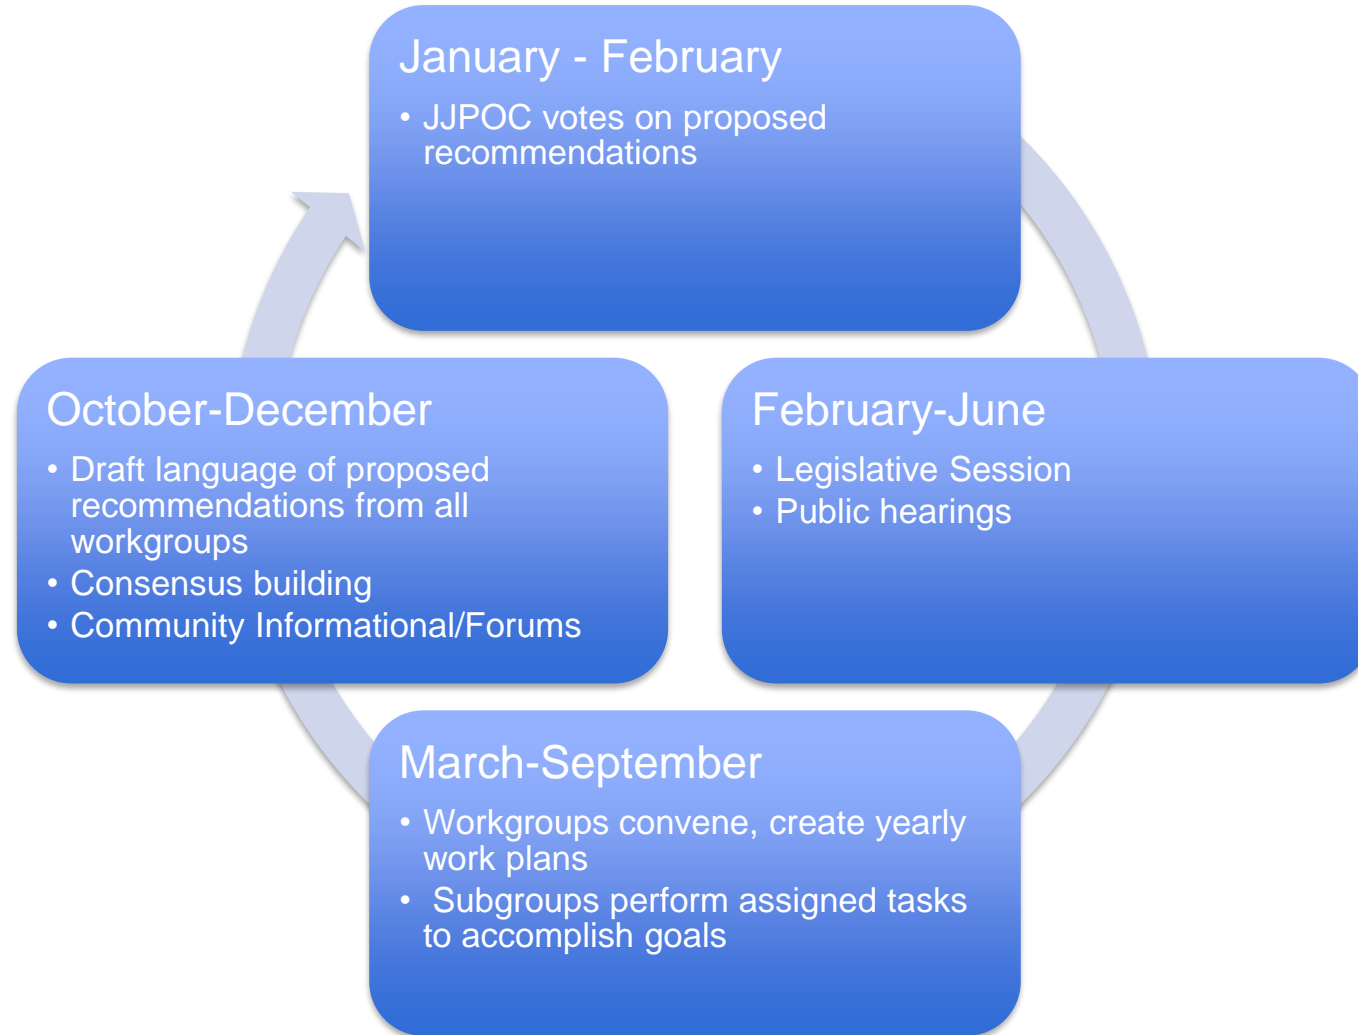 January - February
• JJPOC votes on proposed
recommendations
February-June
• Legislative Session
• Public hearings
March-September
• Workgroups convene, create yearly
work plans
• Subgroups perform assigned tasks
to accomplish goals
October-December
• Draft language of proposed
recommendations from all
workgroups
• Consensus building
• Community Informational/Forums